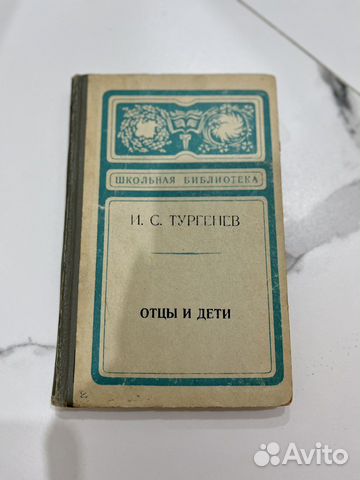 ШКОЛЬНАЯ БИБЛИОТЕКА
И. С. ТУРГЕНЕВ
ОТЦЫ И ДЕТИ
Avito